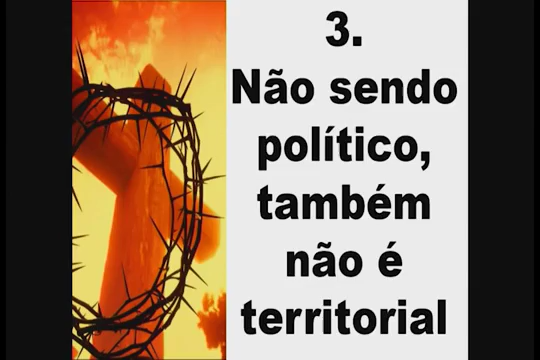 3.
Não sendo
político,
também
não é
territorial